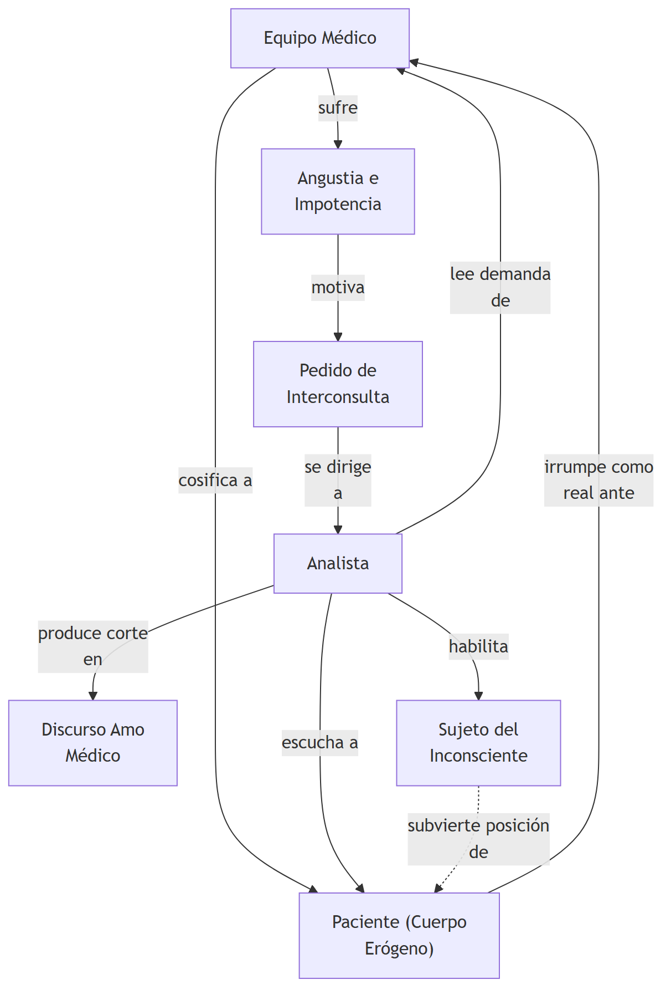 Equipo Médico
sufre
Angustia e
Impotencia
lee demanda
de
motiva
Pedido de
Interconsulta
cosifica a
se dirige
a
irrumpe como
real ante
Analista
produce corte
en
habilita
Discurso Amo
Médico
escucha a
Sujeto del
Inconsciente
subvierte posición
de
Paciente (Cuerpo
Erógeno)